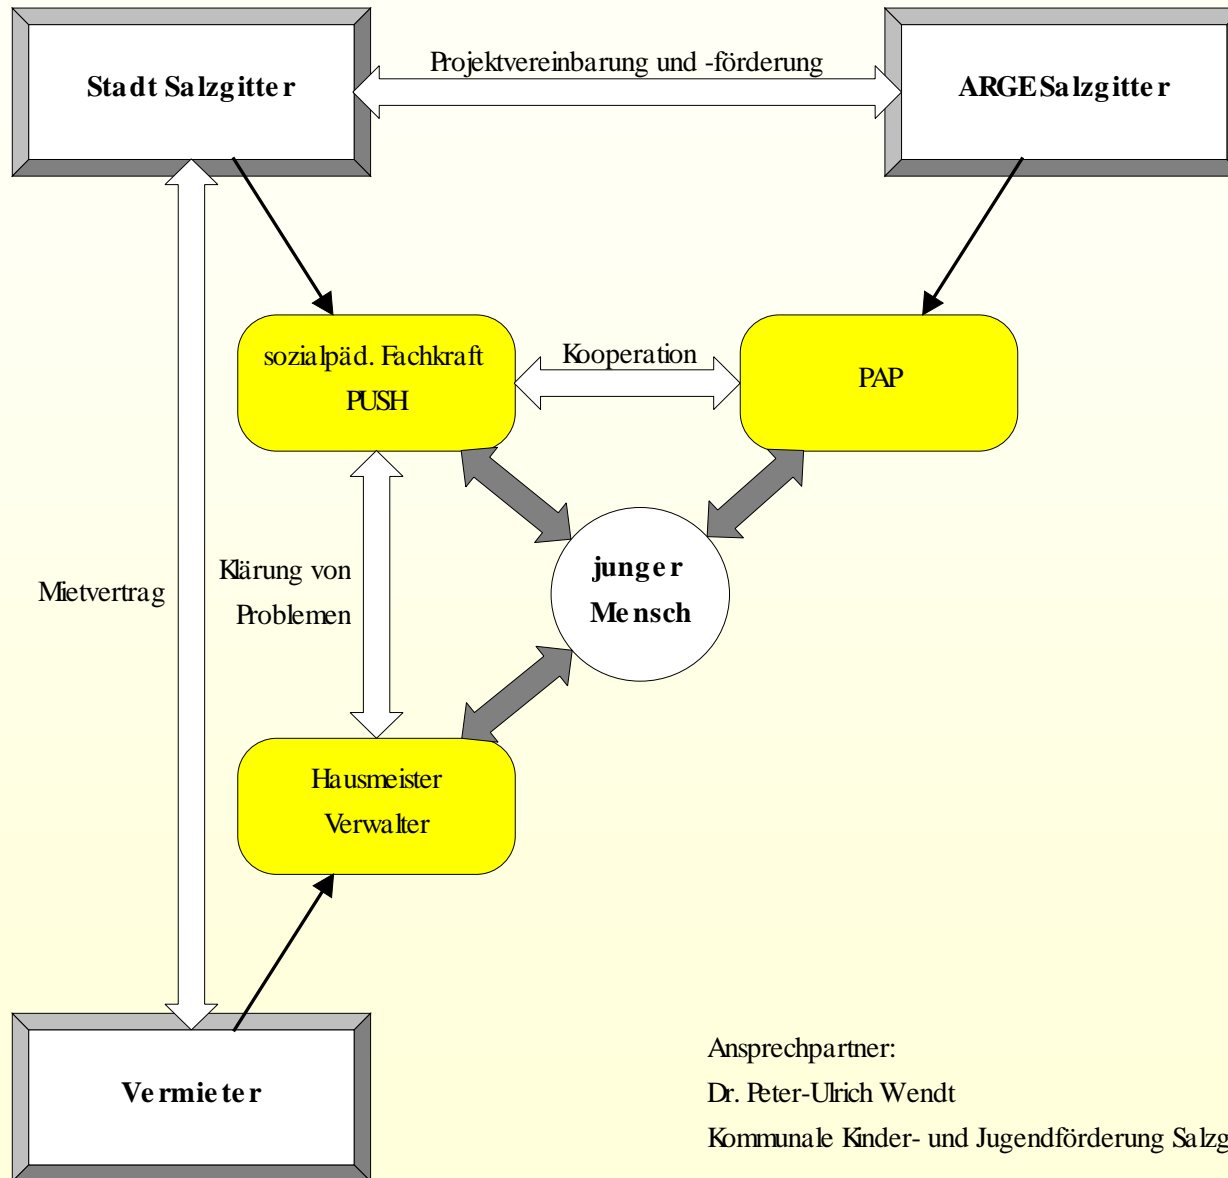 Stadt Salzgitter
Projektvereinbarung und -förderung
ARGE Salzgitter
sozialpäd. Fachkraft
PUSH
Kooperation
PAP
Mietvertrag
Klärung von
Problemen
junger
Mensch
Hausmeister
Verwalter
Vermieter
Ansprechpartner:
Dr. Peter-Ulrich Wendt
Kommunale Kinder- und Jugendförderung Salzg